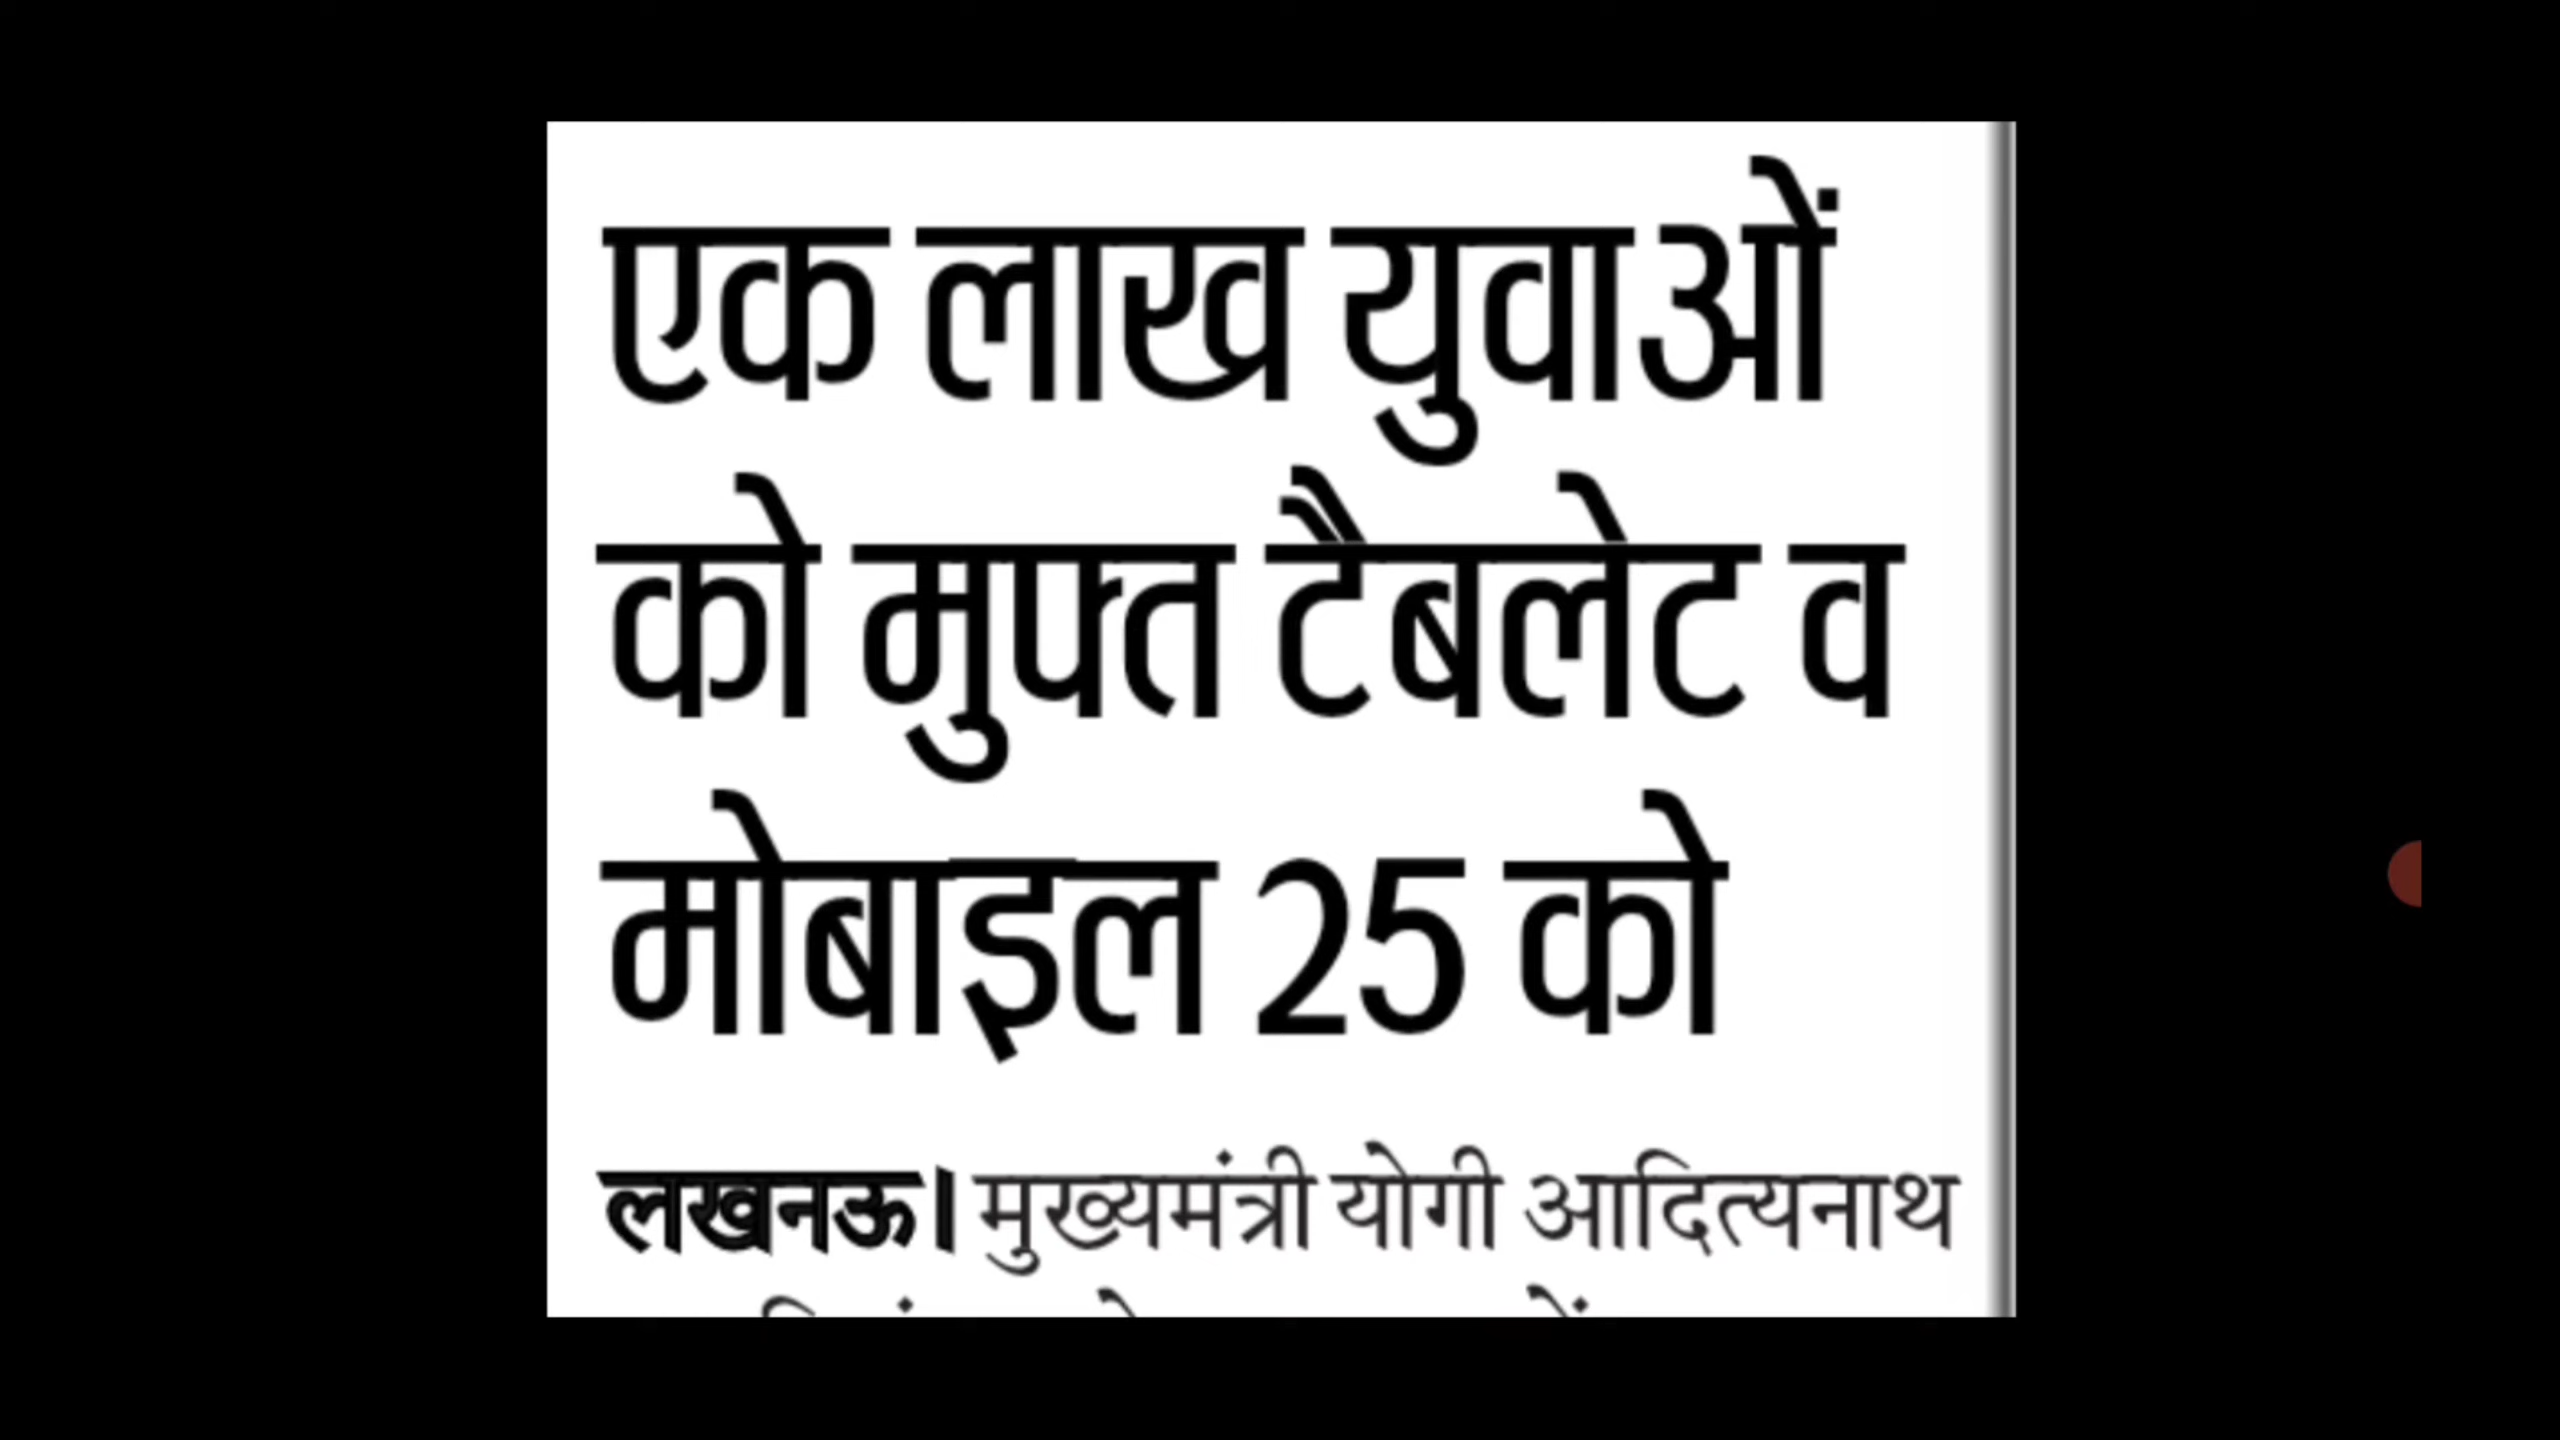 एक लाख युवाओं
को मुफ्त टैबलेट व
मोबाइल 25 को
लखनऊ। मुख्यमंत्री योगी आदित्यनाथ